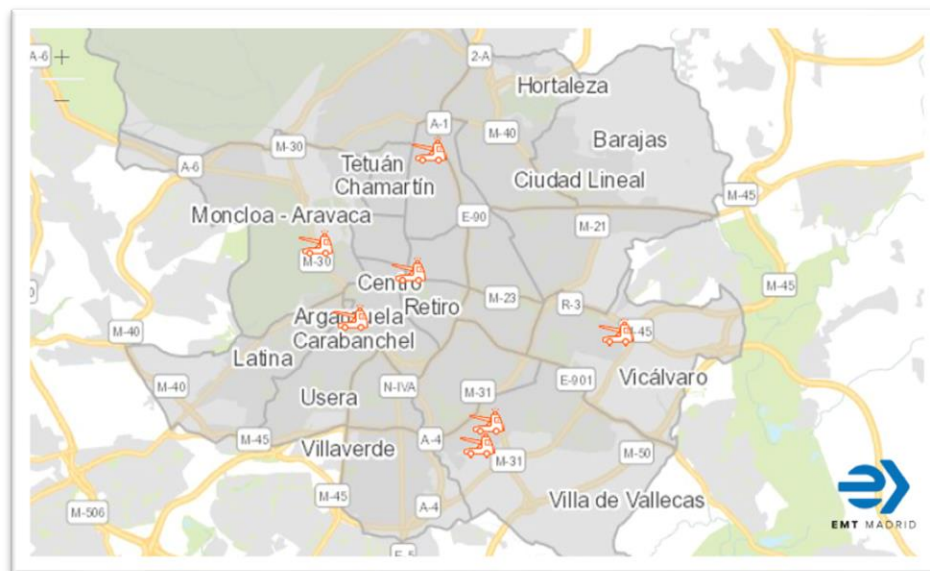 A-6
2-A
Hortaleza
A-1
M-40
Barajas
M-30
Tetuán
A-6
Chamartín
Ciudad Lineal
M-45
Moncloa - Aravaca
E-90
M-21
M-30
M-45
Centro
M-23
R-3
Retiro
Arganzuela
M-40
Carabanchel
M-45
Latina
E-901
Vicálvaro
M-40
N-IVA
M-31
Usera
M-45
A-4
Villaverde
M-31
M-50
M-45
Villa de Vallecas
A-4
M-506
EMT MADRID
E-5